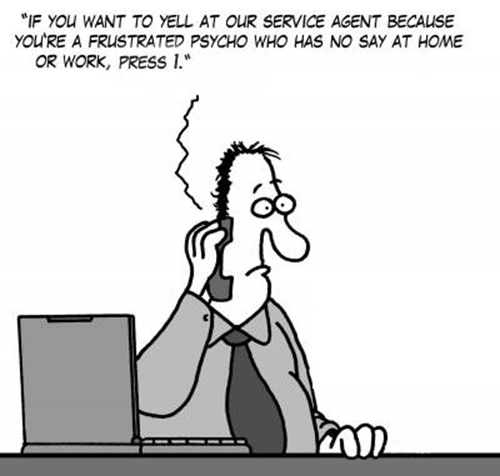 "IF YOU WANT TO YELL AT OUR SERVICE AGENT BECAUSE
YOU'RE A FRUSTRATED PSYCHO WHO HAS NO SAY AT HOME
OR WORK, PRESS 1."